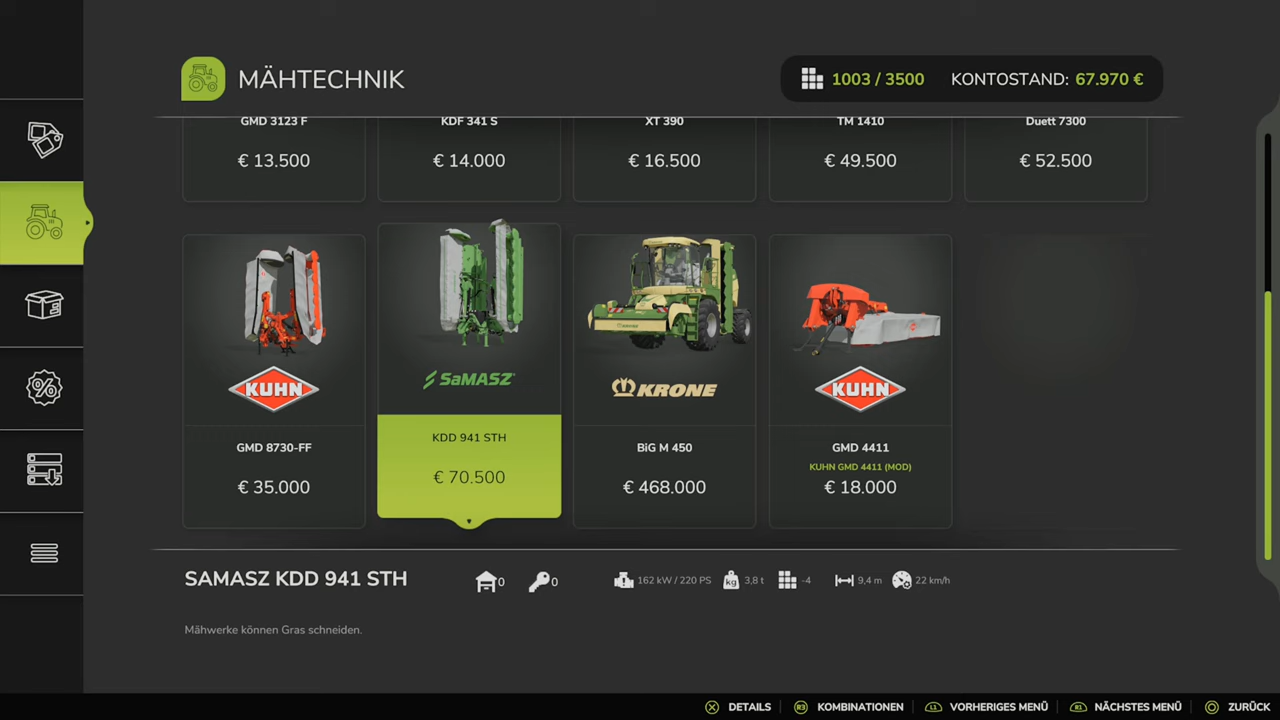 MÄHTECHNIK
1003 / 3500
KONTOSTAND: 67.970 €
GMD 3123 F
KDF 341 S
XT 390
TM 1410
Duett 7300
€ 13.500
€ 14.000
€ 16.500
€ 49.500
€ 52.500
KUHN
SaMASZ
KRONE
KUHN
GMD 8730-FF
KDD 941 STH
BiG M 450
GMD 4411
KUHN GMD 4411 (MOD)
€ 35.000
€ 70.500
€ 468.000
€ 18.000
SAMASZ KDD 941 STH
0
0
162 kW / 220 PS
kg 3,8 t
-4
9,4 m
22 km/h
Mähwerke können Gras schneiden.
DETAILS
R3 KOMBINATIONEN
L1 VORHERIGES MENÜ
R1 NÄCHSTES MENÜ
ZURÜCK